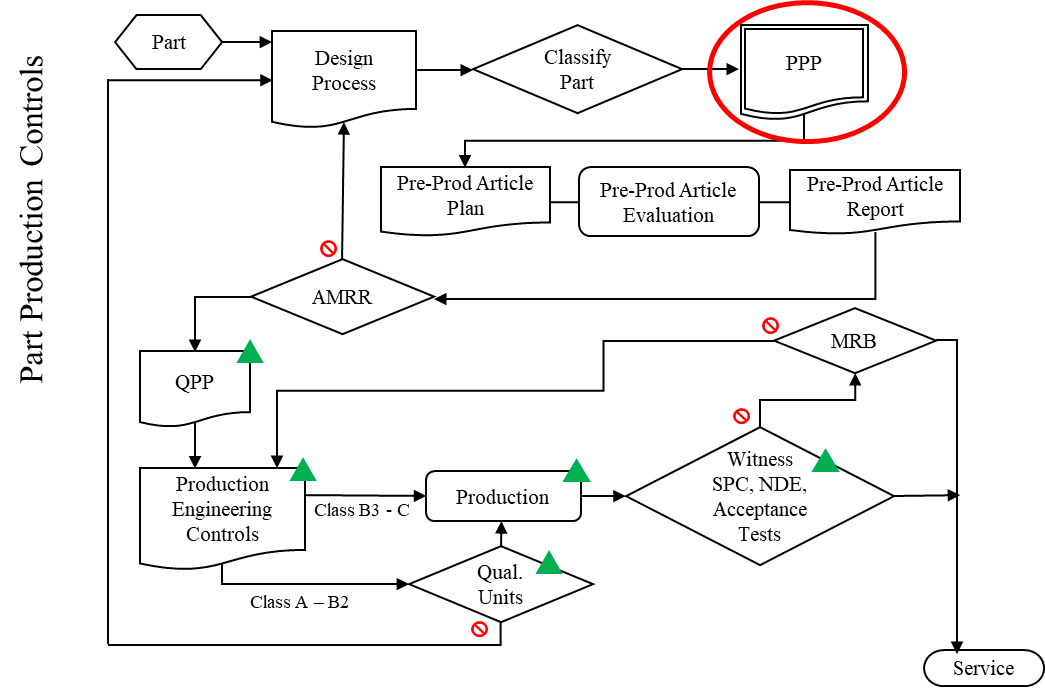 Part Production Controls
Part
Design
Process
Classify
Part
PPP
Pre-Prod Article
Plan
Pre-Prod Article
Evaluation
Pre-Prod Article
Report
AMRR
MRB
QPP
Production
Engineering
Controls
Class B3 - C
Production
Witness
SPC, NDE,
Acceptance
Tests
Class A – B2
Qual.
Units
Service